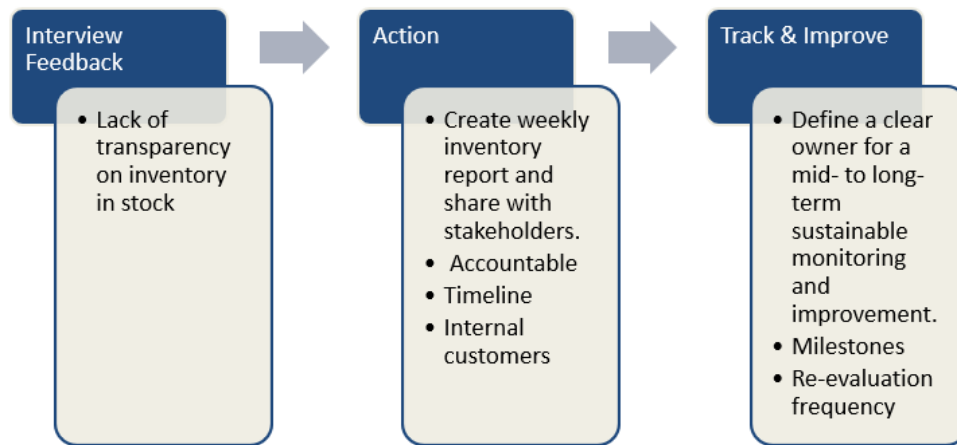 Interview
Feedback
• Lack of
transparency
on inventory
in stock
Action
• Create weekly
inventory
report and
share with
stakeholders.
• Accountable
• Timeline
• Internal
customers
Track & Improve
• Define a clear
owner for a
mid- to long-
term
sustainable
monitoring
and
improvement.
• Milestones
• Re-evaluation
frequency